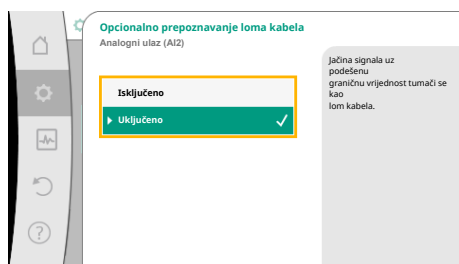 Opcionalno prepoznavanje loma kabela
Analogni ulaz (AI2)
Isključeno
Uključeno
Jačina signala uz
podešenu
graničnu vrijednost tumači se
kao
lom kabela.
?